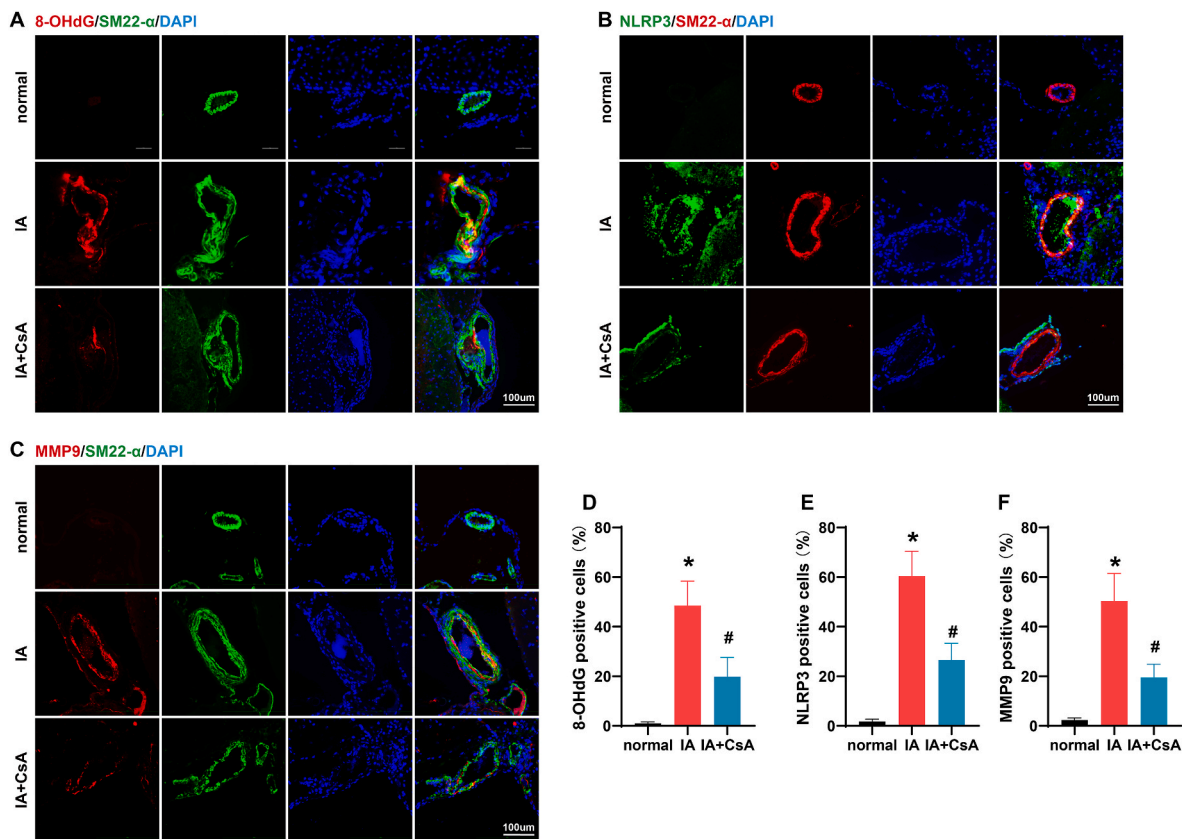 A
8-OHdG/SM22-α/DAPI
normal
IA
IA+CsA
100um
B
NLRP3/SM22-α/DAPI
normal
IA
IA+CsA
100um
C
MMP9/SM22-α/DAPI
normal
IA
IA+CsA
100um
D
8-OHdG positive cells (%)
80
60
40
20
0
*
#
normal IA IA+CsA
E
NLRP3 positive cells (%)
80
60
40
20
0
*
#
normal IA IA+CsA
F
MMP9 positive cells (%)
80
60
40
20
0
*
#
normal IA IA+CsA